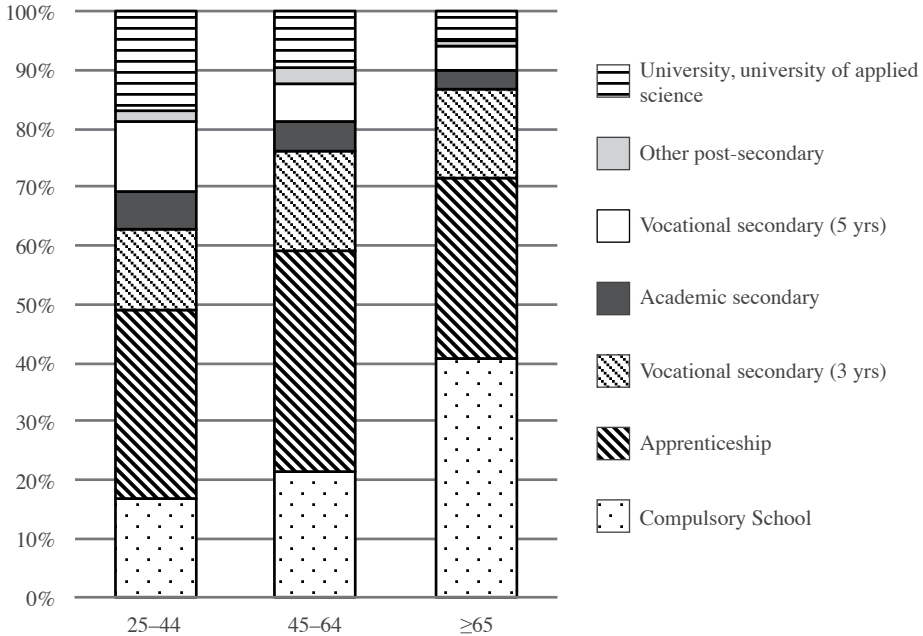 100%
90%
80%
70%
60%
50%
40%
30%
20%
10%
0%
25–44
45–64
≥65
University, university of applied
science
Other post-secondary
Vocational secondary (5 yrs)
Academic secondary
Vocational secondary (3 yrs)
Apprenticeship
Compulsory School